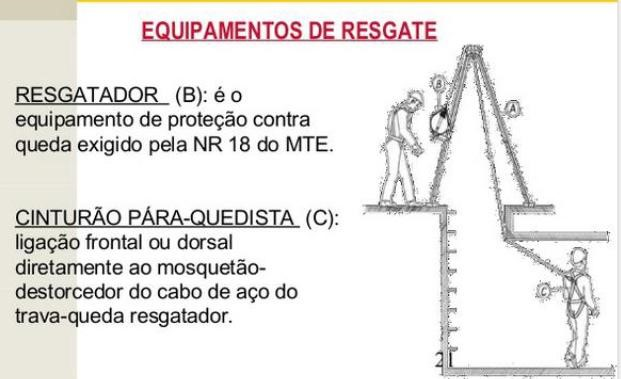 EQUIPAMENTOS DE RESGATE
RESGATADOR (B): é o
equipamento de proteção contra
queda exigido pela NR 18 do MTE.
CINTURÃO PÁRA-QUEDISTA (C):
ligação frontal ou dorsal
diretamente ao mosquetão-
destorcedor do cabo de aço do
trava-queda resgatador.
B
A
C
21